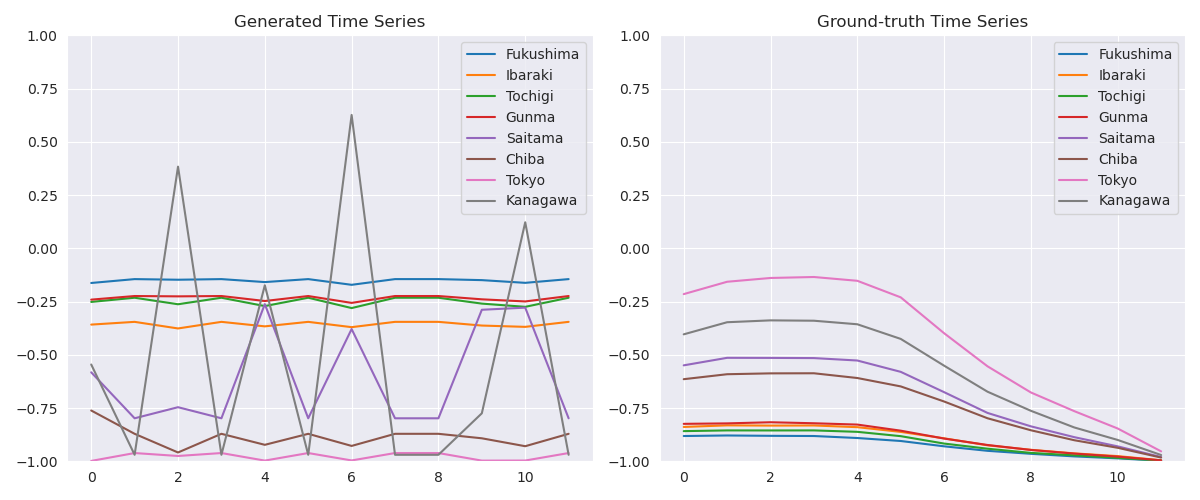 Generated Time Series
1.00
0.75
0.50
0.25
0.00
−0.25
−0.50
−0.75
−1.00
0 2 4 6 8 10
Fukushima
Ibaraki
Tochigi
Gunma
Saitama
Chiba
Tokyo
Kanagawa
Ground-truth Time Series
1.00
0.75
0.50
0.25
0.00
−0.25
−0.50
−0.75
−1.00
0 2 4 6 8 10
Fukushima
Ibaraki
Tochigi
Gunma
Saitama
Chiba
Tokyo
Kanagawa